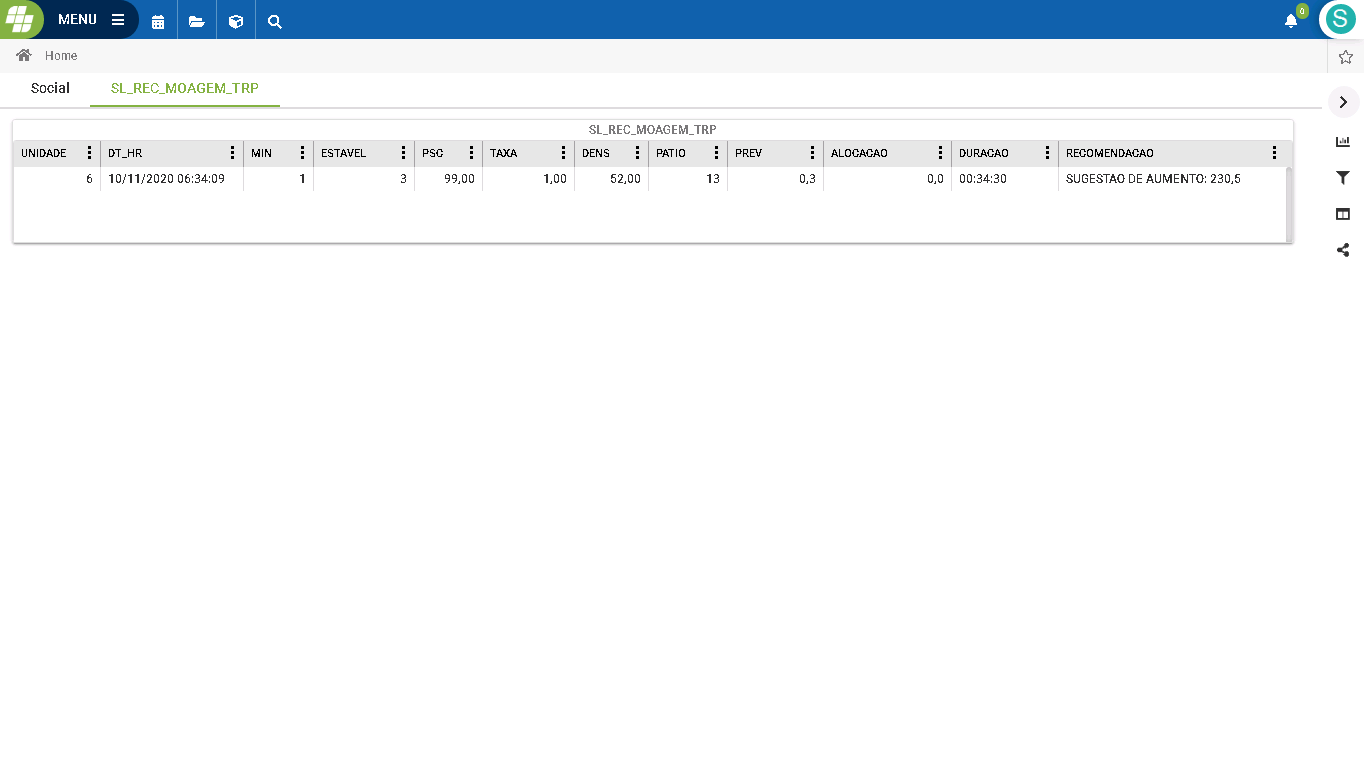 MENU
0
S
Home
Social SL_REC_MOAGEM_TRP
SL_REC_MOAGEM_TRP
UNIDADE DT_HR MIN ESTAVEL PSC TAXA DENS PATIO PREV ALOCACAO DURACAO RECOMENDACAO
6 10/11/2020 06:34:09 1 3 99,00 1,00 52,00 13 0,3 0,0 00:34:30 SUGESTAO DE AUMENTO: 230,5